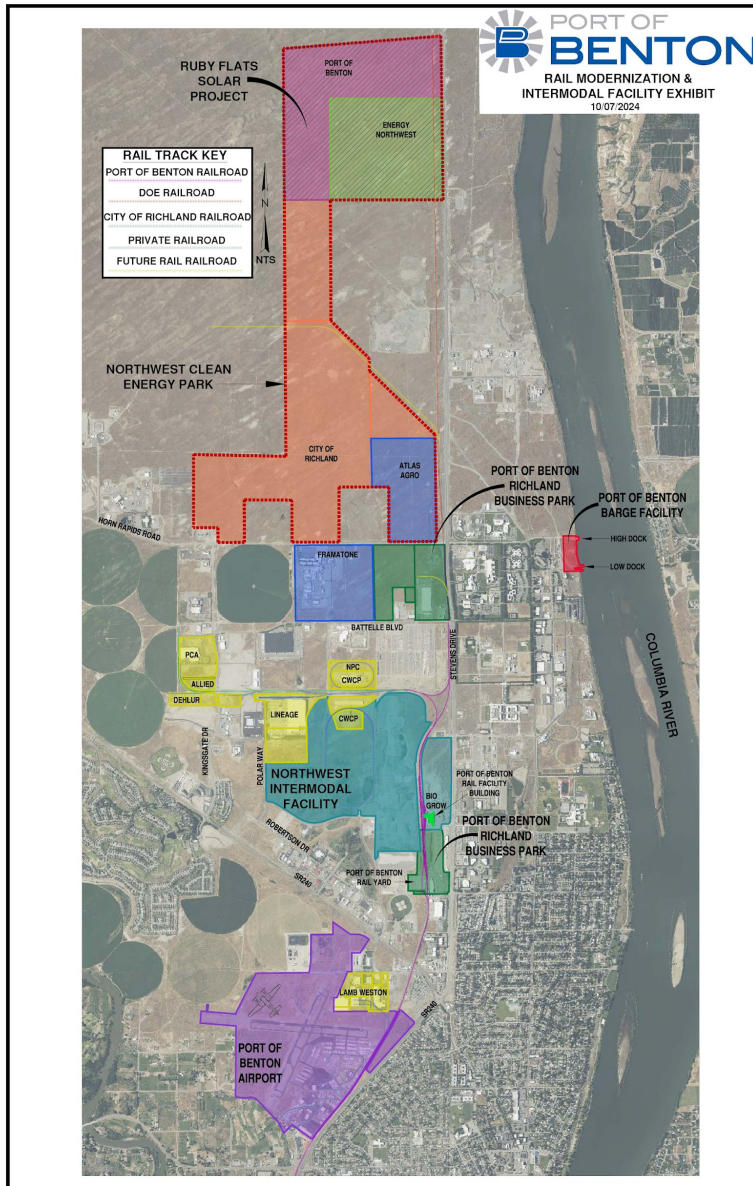 PORT OF
BENTON
RAIL MODERNIZATION &
INTERMODAL FACILITY EXHIBIT
10/07/2024
RUBY FLATS
SOLAR
PROJECT
PORT OF
BENTON
ENERGY
NORTHWEST
RAIL TRACK KEY
PORT OF BENTON RAILROAD
DOE RAILROAD
CITY OF RICHLAND RAILROAD
PRIVATE RAILROAD
FUTURE RAIL RAILROAD
N
NTS
NORTHWEST CLEAN
ENERGY PARK
CITY OF
RICHLAND
ATLAS
AGRO
PORT OF BENTON
RICHLAND
BUSINESS PARK
PORT OF BENTON
BARGE FACILITY
HIGH DOCK
LOW DOCK
HORN RAPIDS ROAD
FRAMATONE
BATTELLE BLVD
STEVENS DRIVE
COLUMBIA RIVER
PCA
ALLIED
DEHLUR
NPC
CWCP
LINEAGE
CWCP
KINGSGATE DR
POLAR WAY
NORTHWEST
INTERMODAL
FACILITY
PORT OF BENTON
RAIL FACILITY
BUILDING
BIO
GROW
PORT OF BENTON
RICHLAND
BUSINESS PARK
ROBERTSON DR
SR240
PORT OF BENTON
RAIL YARD
LAMB WESTON
SR240
PORT OF
BENTON
AIRPORT